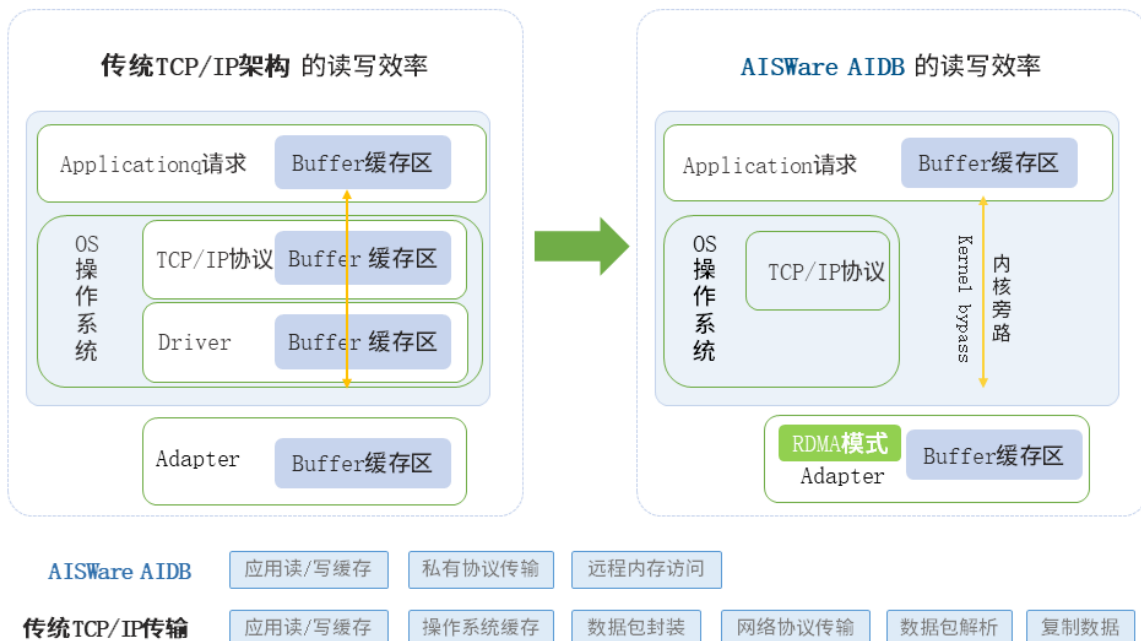 传统TCP/IP架构 的读写效率
Applicationq请求
Buffer缓存区
OS
操
作
系
统
TCP/IP协议
Buffer 缓存区
Driver
Buffer 缓存区
Adapter
Buffer缓存区
AISWare AIDB 的读写效率
Application请求
Buffer缓存区
OS
操
作
系
统
TCP/IP协议
Kernel bypass
内核旁路
RDMA模式
Adapter
Buffer缓存区
AISWare AIDB
应用读/写缓存
私有协议传输
远程内存访问
传统TCP/IP传输
应用读/写缓存
操作系统缓存
数据包封装
网络协议传输
数据包解析
复制数据